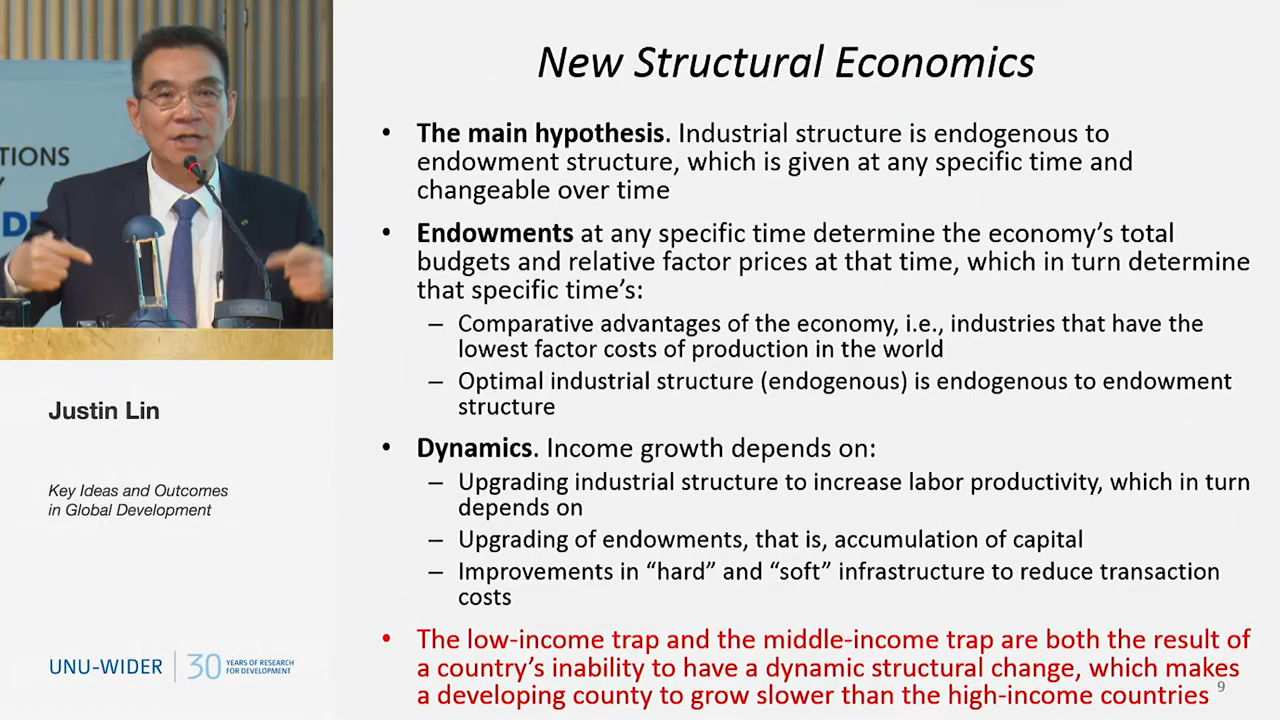 New Structural Economics
• The main hypothesis. Industrial structure is endogenous to
endowment structure, which is given at any specific time and
changeable over time
• Endowments at any specific time determine the economy’s total
budgets and relative factor prices at that time, which in turn determine
that specific time’s:
– Comparative advantages of the economy, i.e., industries that have the
lowest factor costs of production in the world
– Optimal industrial structure (endogenous) is endogenous to endowment
structure
• Dynamics. Income growth depends on:
– Upgrading industrial structure to increase labor productivity, which in turn
depends on
– Upgrading of endowments, that is, accumulation of capital
– Improvements in “hard” and “soft” infrastructure to reduce transaction
costs
• The low-income trap and the middle-income trap are both the result of
a country’s inability to have a dynamic structural change, which makes
a developing county to grow slower than the high-income countries
9
TIONS
Y
DE
BOSCH
Justin Lin
Key Ideas and Outcomes
in Global Development
UNU-WIDER
30 YEARS OF RESEARCH
FOR DEVELOPMENT